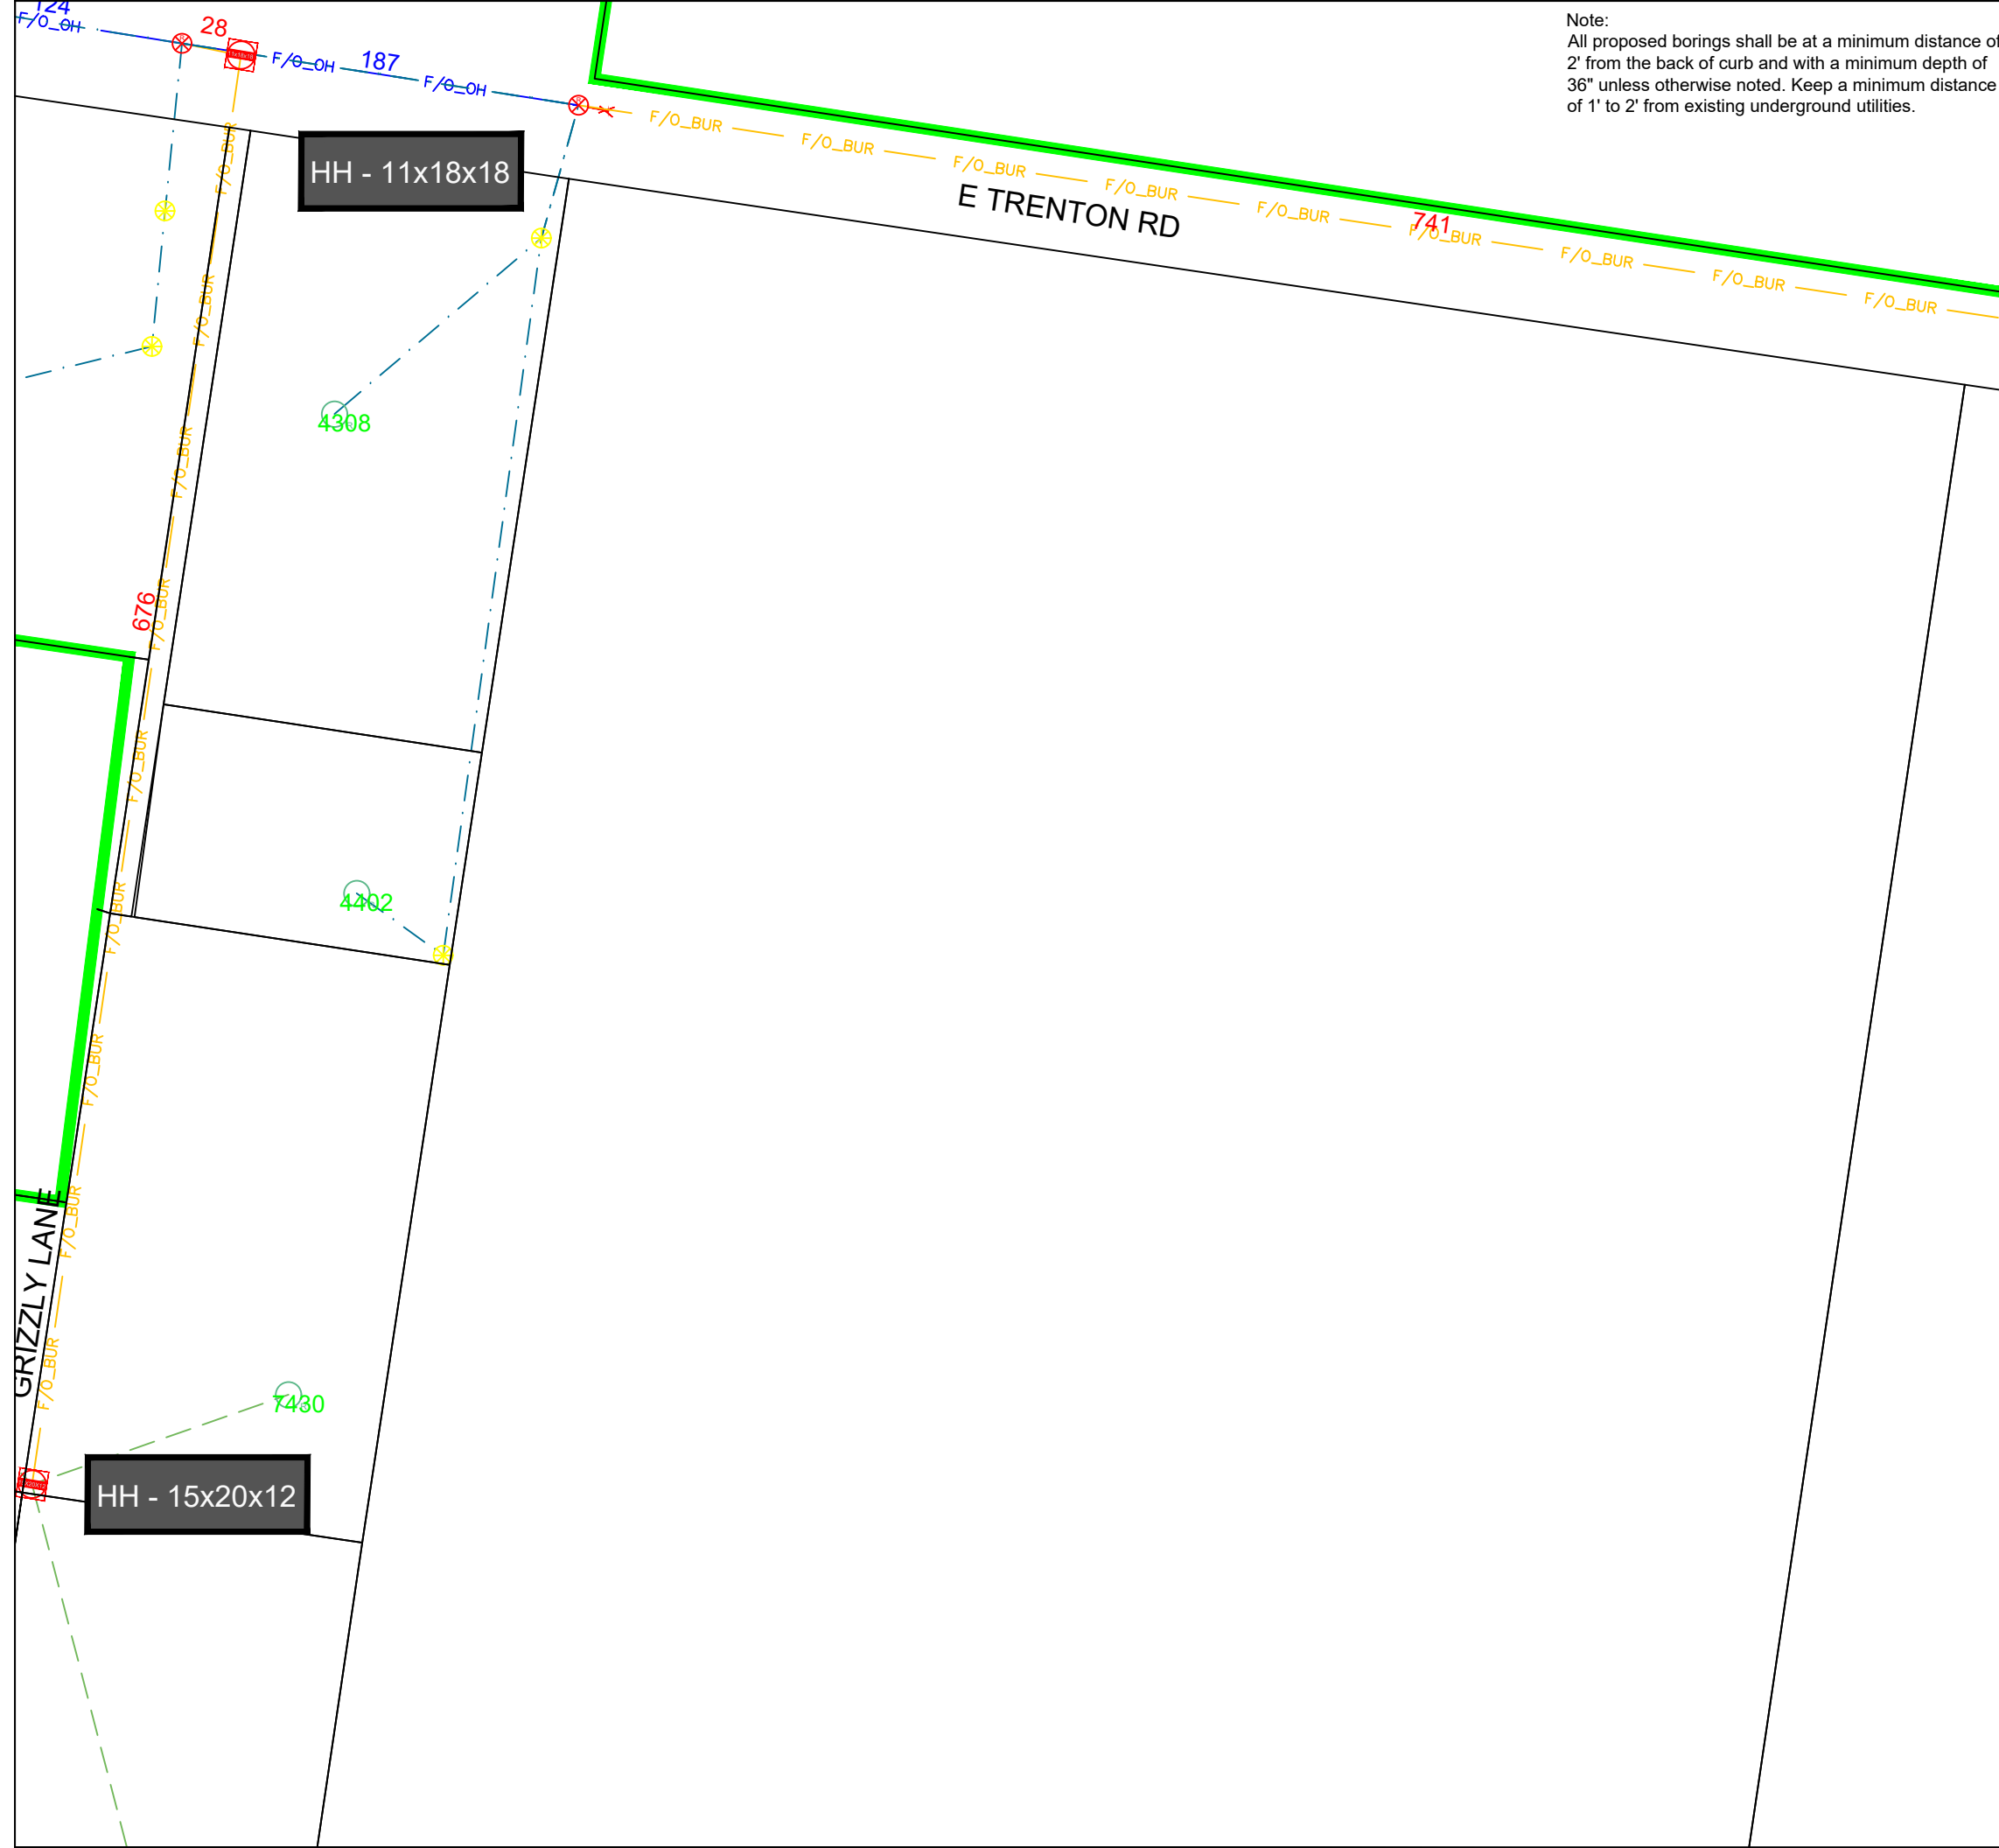 124
F/O_OH
28
F/O_OH
187
F/O_OH
Note:
All proposed borings shall be at a minimum distance of
2' from the back of curb and with a minimum depth of
36" unless otherwise noted. Keep a minimum distance
of 1' to 2' from existing underground utilities.
F/O_BUR
F/O_BUR
F/O_BUR
F/O_BUR
F/O_BUR
F/O_BUR
F/O_BUR
F/O_BUR
F/O_BUR
741
E TRENTON RD
HH - 11x18x18
F/O_BUR
F/O_BUR
F/O_BUR
F/O_BUR
F/O_BUR
F/O_BUR
F/O_BUR
F/O_BUR
F/O_BUR
676
4308
4402
GRIZZLY LANE
7430
HH - 15x20x12